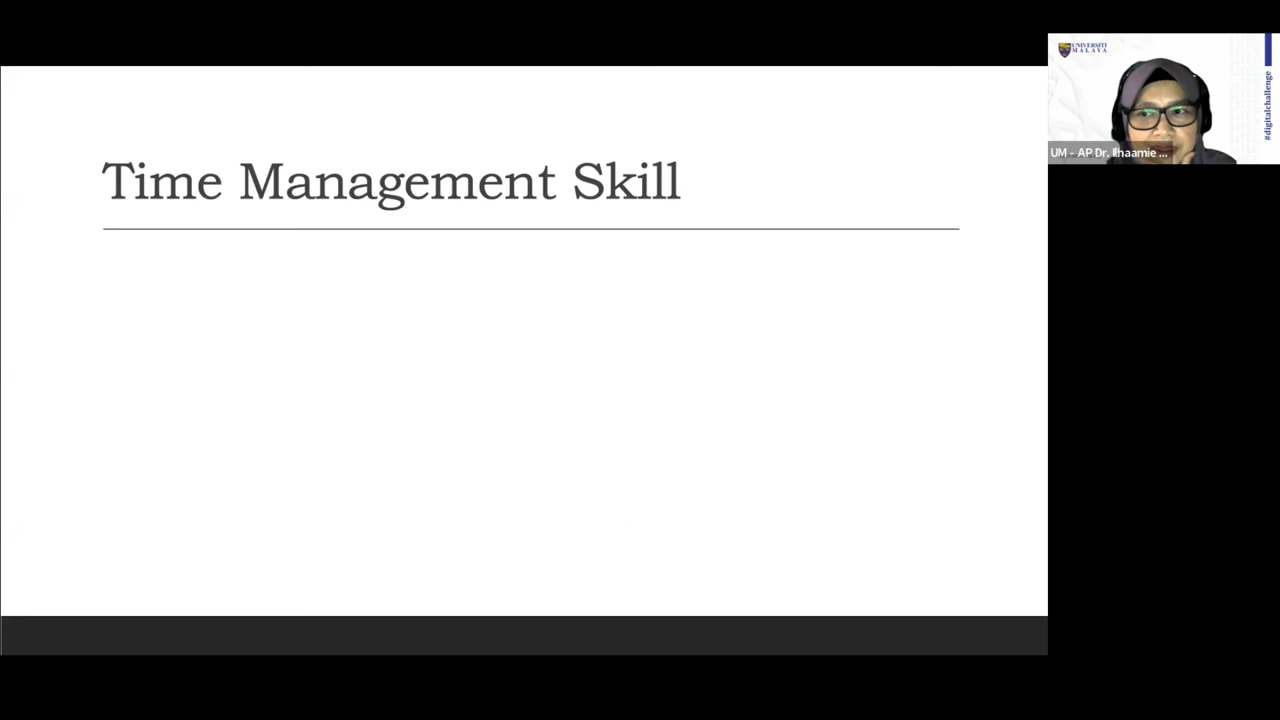 Time Management Skill
UNIVERSITI
MALAYA
#digitalchallenge
UM - AP Dr. Ilhaamie ...